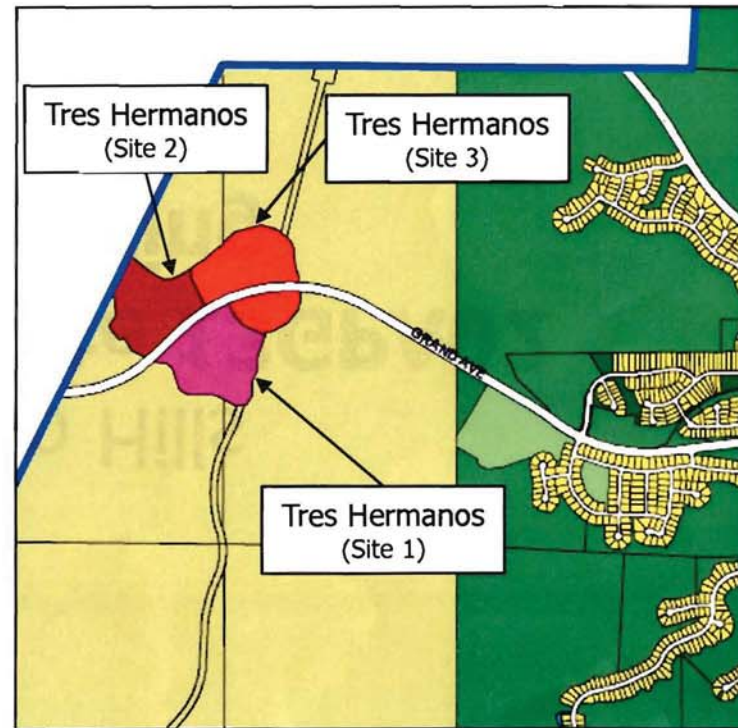 Tres Hermanos
(Site 2)
Tres Hermanos
(Site 3)
GRAND AVE
Tres Hermanos
(Site 1)